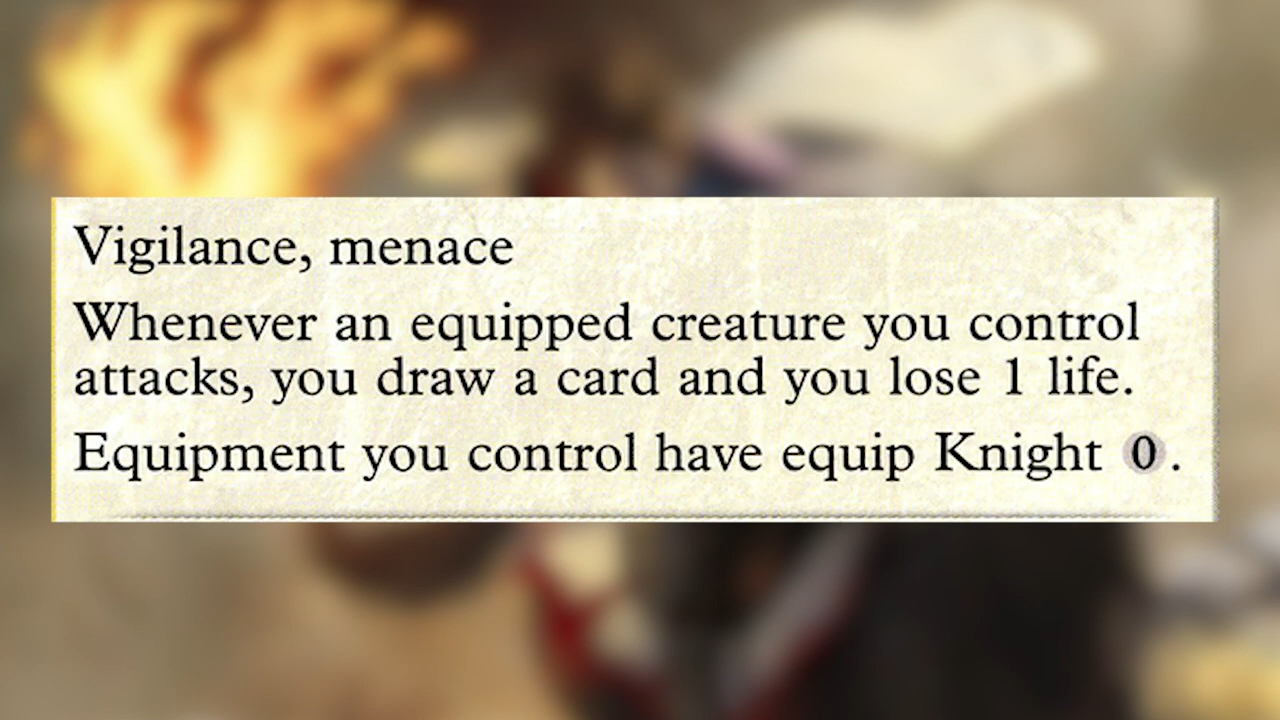 Vigilance, menace
Whenever an equipped creature you control
attacks, you draw a card and you lose 1 life.
Equipment you control have equip Knight 0.